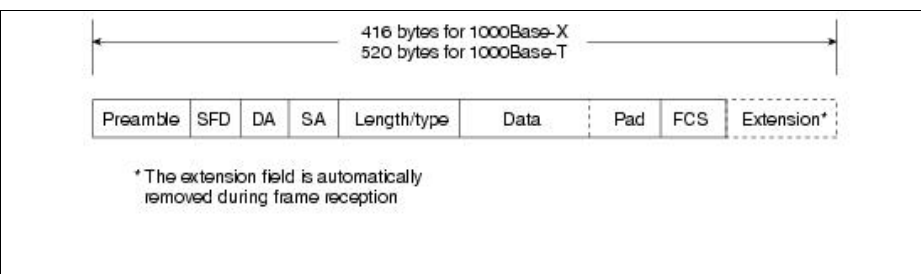 416 bytes for 1000Base-X
520 bytes for 1000Base-T
Preamble SFD DA SA Length/type Data Pad FCS Extension*
* The extension field is automatically
removed during frame reception